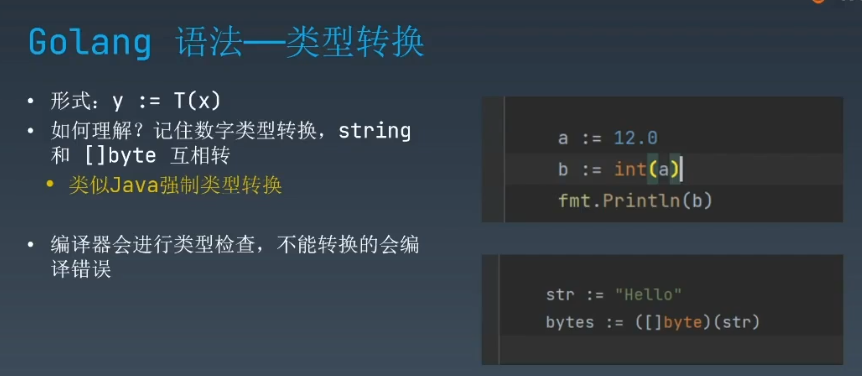 Golang 语法——类型转换
• 形式：y := T(x)
• 如何理解？记住数字类型转换，string
和 []byte 互相转
• 类似Java强制类型转换
• 编译器会进行类型检查，不能转换的会编
译错误
a := 12.0
b := int(a)
fmt.Println(b)
str := "Hello"
bytes := ([]byte)(str)